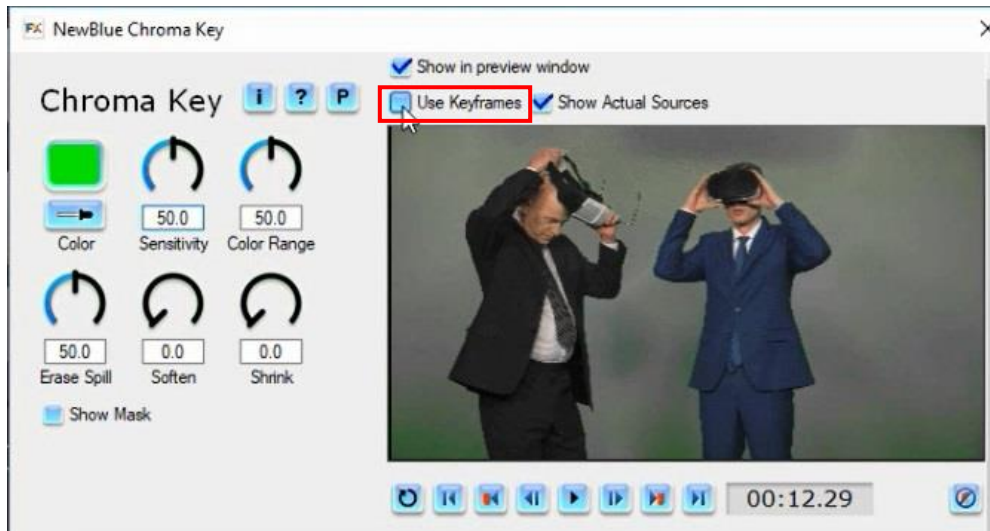 FX NewBlue Chroma Key
Show in preview window
Chroma Key i ? P
Use Keyframes Show Actual Sources
50.0 50.0
Color Sensitivity Color Range
50.0 0.0 0.0
Erase Spill Soften Shrink
Show Mask
00:12.29